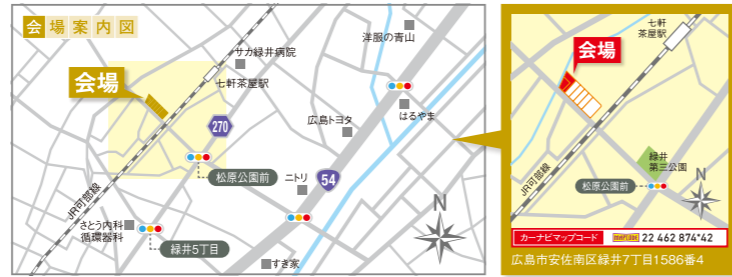 会場案内図
洋服の青山
サカ緑井病院
七軒茶屋駅
会場
270
広島トヨタ
はるやま
54
松原公園前
ニトリ
N
JR可部線
さとう内科
循環器科
緑井5丁目
すき家
七軒
茶屋駅
会場
緑井
第三公園
JR可部線
松原公園前
N
カーナビマップコード 22 462 874*42
広島市安佐南区緑井7丁目1586番4